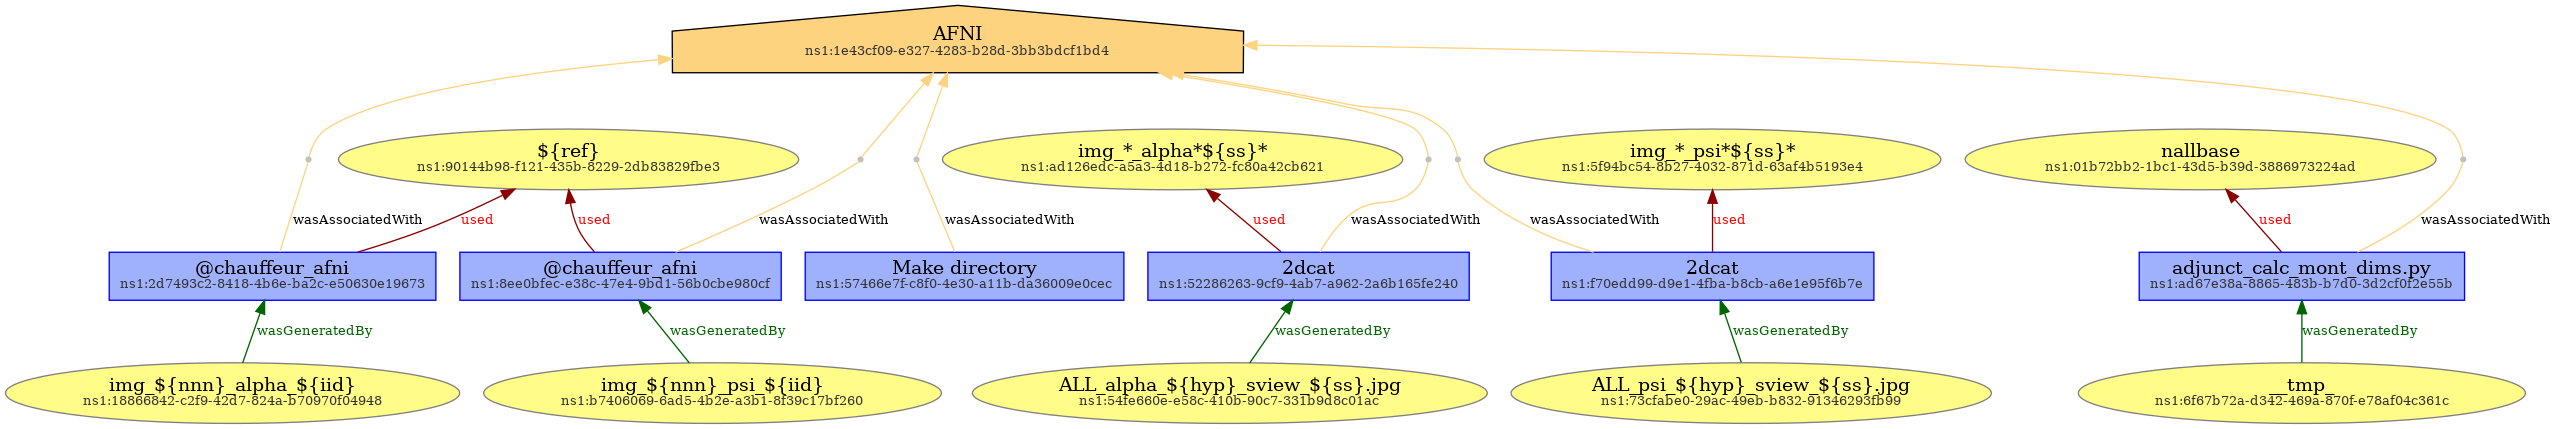 AFNI
ns1:1e43cf09-e327-4283-b28d-3bb3bdcf1bd4
${ref}
ns1:90144b98-f121-435b-8229-2db83829fbe3
img_*_alpha*${ss}*
ns1:ad126edc-a5a3-4d18-b272-fc80a42cb621
img_*_psi*${ss}*
ns1:5f94bc54-8b27-4032-871d-63af4b5193e4
nallbase
ns1:01b72bb2-1bc1-43d5-b39d-3886973224ad
wasAssociatedWith
used
used
wasAssociatedWith
wasAssociatedWith
used
wasAssociatedWith
wasAssociatedWith
used
used
wasAssociatedWith
@chauffeur_afni
ns1:2d7493c2-8418-4b6e-ba2c-e50630e19673
@chauffeur_afni
ns1:8ee0bfec-e38c-47e4-9bd1-56b0cbe980cf
Make directory
ns1:57466e7f-c8f0-4e30-a11b-da36009e0cec
2dcat
ns1:52286263-9cf9-4ab7-a962-2a6b165fe240
2dcat
ns1:f70edd99-d9e1-4fba-b8cb-a6e1e95f6b7e
adjunct_calc_mont_dims.py
ns1:ad67e38a-8865-483b-b7d0-3d2cf0f2e55b
wasGeneratedBy
wasGeneratedBy
wasGeneratedBy
wasGeneratedBy
wasGeneratedBy
img_${nnn}_alpha_${iid}
ns1:18866842-c2f9-42d7-824a-b70970f04948
img_${nnn}_psi_${iid}
ns1:b7406069-6ad5-4b2e-a3b1-8f39c17bf260
ALL_alpha_${hyp}_sview_${ss}.jpg
ns1:54fe660e-e58c-410b-90c7-331b9d8c01ac
ALL_psi_${hyp}_sview_${ss}.jpg
ns1:73cfabe0-29ac-49eb-b832-91346293fb99
__tmp_
ns1:6f67b72a-d342-469a-870f-e78af04c361c